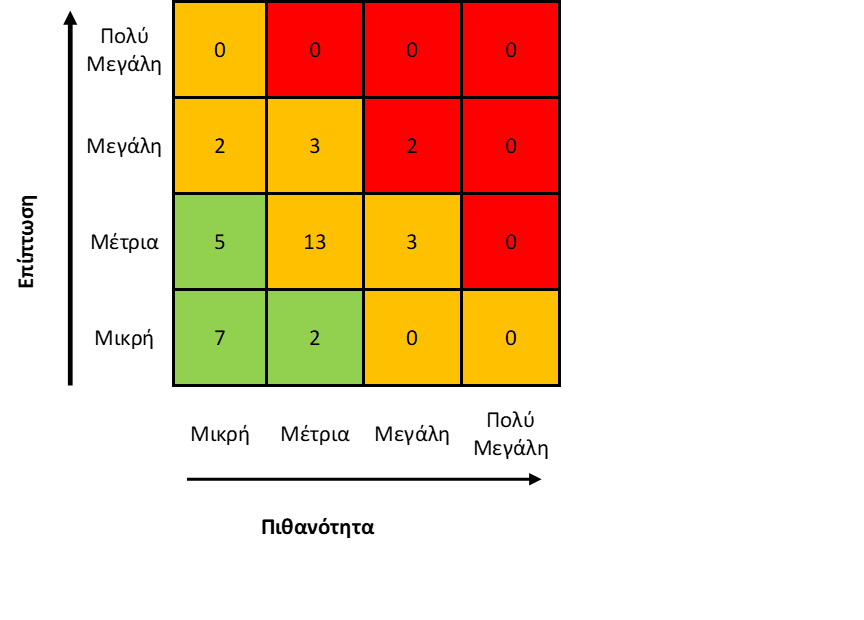 Πολύ
Μεγάλη
0 0 0 0
Μεγάλη 2 3 2 0
Επίπτωση
Μέτρια 5 13 3 0
Μικρή 7 2 0 0
Μικρή Μέτρια Μεγάλη Πολύ
Μεγάλη
Πιθανότητα